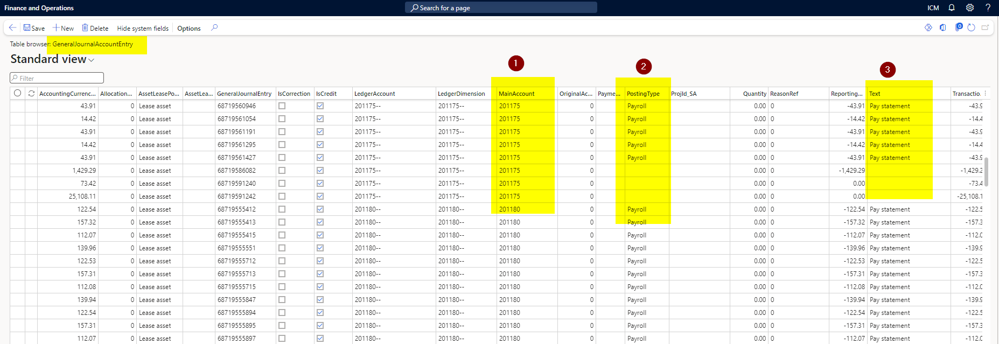 Finance and Operations Search for a page ICM ?
Save New Delete Hide system fields Options 0
Table browser: GeneralJournalAccountEntry
Standard view
1 2 3
Filter
AccountingCurrenc... Allocation... AssetLeasePo... AssetLea... GeneralJournalEntry IsCorrection IsCredit LedgerAccount LedgerDimension MainAccount OriginalAc... Payme... PostingType ProjId_SA Quantity ReasonRef Reporting... Text Transactio...
43.91 0 Lease asset 68719560946 201175-- 201175-- 201175 0 Payroll 0.00 0 -43.91 Pay statement -43.9
14.42 0 Lease asset 68719561054 201175-- 201175-- 201175 0 Payroll 0.00 0 -14.42 Pay statement -14.4
43.91 0 Lease asset 68719561191 201175-- 201175-- 201175 0 Payroll 0.00 0 -43.91 Pay statement -43.9
14.42 0 Lease asset 68719561295 201175-- 201175-- 201175 0 Payroll 0.00 0 -14.42 Pay statement -14.4
43.91 0 Lease asset 68719561427 201175-- 201175-- 201175 0 Payroll 0.00 0 -43.91 Pay statement -43.9
1,429.29 0 Lease asset 68719586082 201175-- 201175-- 201175 0 0.00 0 -1,429.29 -1,429.2
73.42 0 Lease asset 68719591240 201175-- 201175-- 201175 0 0.00 0 0.00 -73.4
25,108.11 0 Lease asset 68719591242 201175-- 201175-- 201175 0 0.00 0 0.00 -25,108.1
122.54 0 Lease asset 68719555412 201180-- 201180-- 201180 0 Payroll 0.00 0 -122.54 Pay statement -122.5
157.32 0 Lease asset 68719555413 201180-- 201180-- 201180 0 Payroll 0.00 0 -157.32 Pay statement -157.3
112.07 0 Lease asset 68719555415 201180-- 201180-- 201180 0 Payroll 0.00 0 -112.07 Pay statement -112.0
139.96 0 Lease asset 68719555551 201180-- 201180-- 201180 0 Payroll 0.00 0 -139.96 Pay statement -139.9
122.53 0 Lease asset 68719555712 201180-- 201180-- 201180 0 Payroll 0.00 0 -122.53 Pay statement -122.5
157.31 0 Lease asset 68719555713 201180-- 201180-- 201180 0 Payroll 0.00 0 -157.31 Pay statement -157.3
112.08 0 Lease asset 68719555715 201180-- 201180-- 201180 0 Payroll 0.00 0 -112.08 Pay statement -112.0
139.94 0 Lease asset 68719555847 201180-- 201180-- 201180 0 Payroll 0.00 0 -139.94 Pay statement -139.9
122.54 0 Lease asset 68719555894 201180-- 201180-- 201180 0 Payroll 0.00 0 -122.54 Pay statement -122.5
157.31 0 Lease asset 68719555895 201180-- 201180-- 201180 0 Payroll 0.00 0 -157.31 Pay statement -157.3
112.07 0 Lease asset 68719555897 201180-- 201180-- 201180 0 Payroll 0.00 0 -112.07 Pay statement -112.0